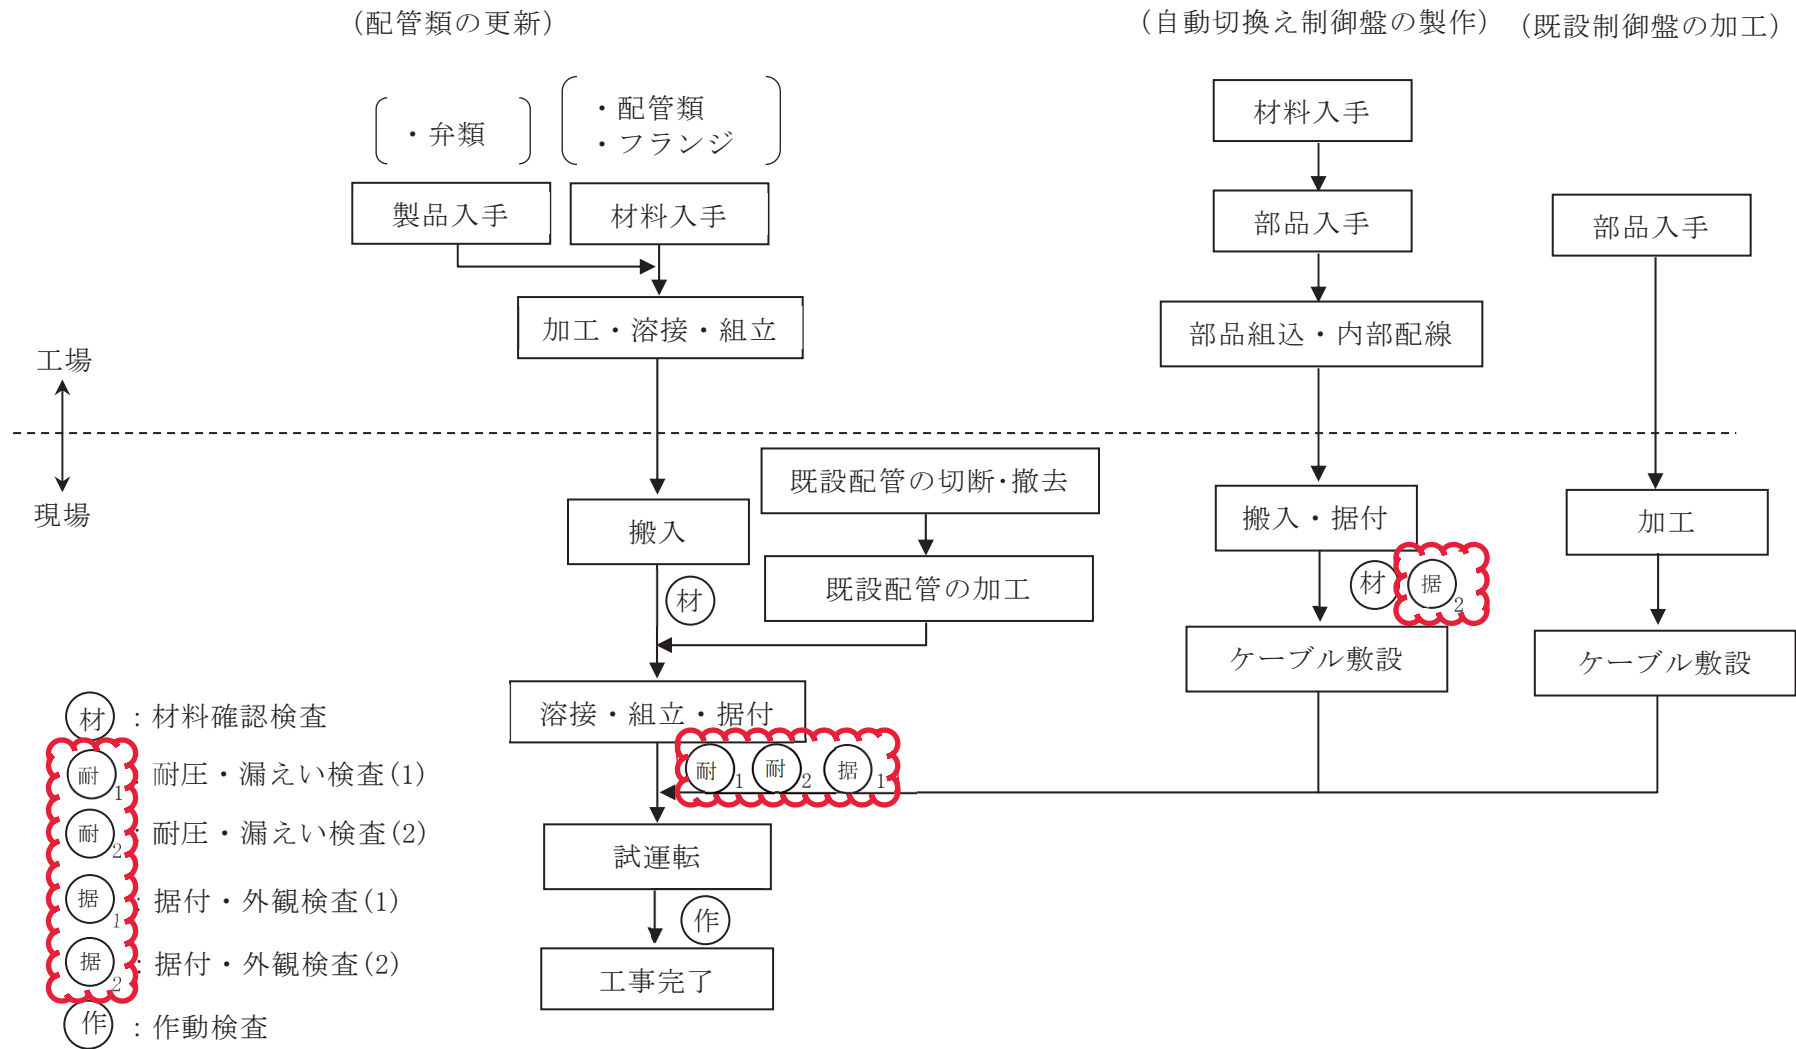 (配管類の更新)
(自動切換え制御盤の製作)
(既設制御盤の加工)
・弁類
・配管類
・フランジ
製品入手
材料入手
加工・溶接・組立
材料入手
部品入手
部品組込・内部配線
部品入手
工場
現場
搬入
材
既設配管の切断・撤去
既設配管の加工
溶接・組立・据付
耐1 耐2 据1
搬入・据付
材 据2
ケーブル敷設
加工
ケーブル敷設
試運転
作
工事完了
材 : 材料確認検査
耐1 : 耐圧・漏えい検査(1)
耐2 : 耐圧・漏えい検査(2)
据1 : 据付・外観検査(1)
据2 : 据付・外観検査(2)
作 : 作動検査